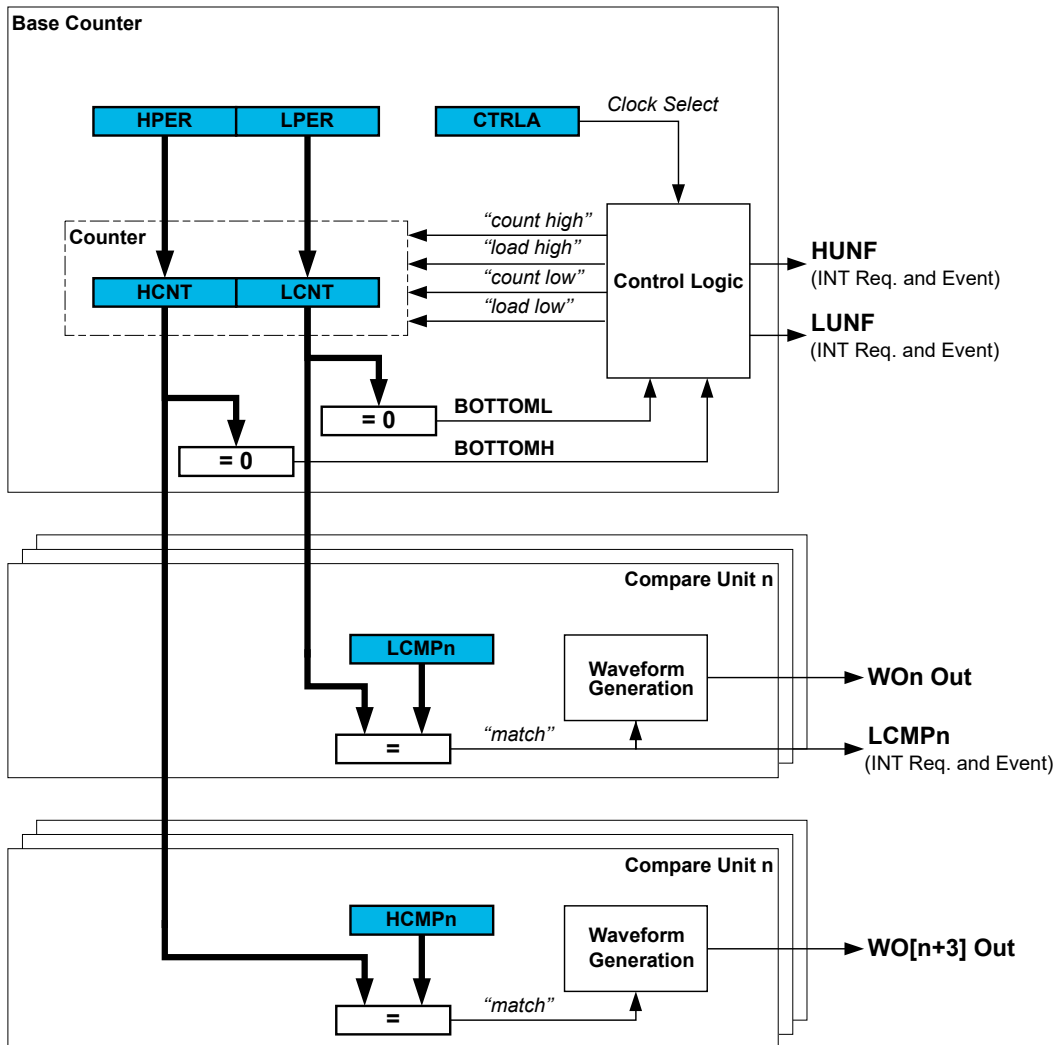 Base Counter
HPER
LPER
CTRLA
Clock Select
Counter
“count high”
“load high”
“count low”
“load low”
HCNT
LCNT
Control Logic
HUNF
(INT Req. and Event)
LUNF
(INT Req. and Event)
= 0
BOTTOML
= 0
BOTTOMH
Compare Unit n
LCMPn
Waveform
Generation
WOn Out
=
“match”
LCMPn
(INT Req. and Event)
Compare Unit n
HCMPn
Waveform
Generation
WO[n+3] Out
=
“match”